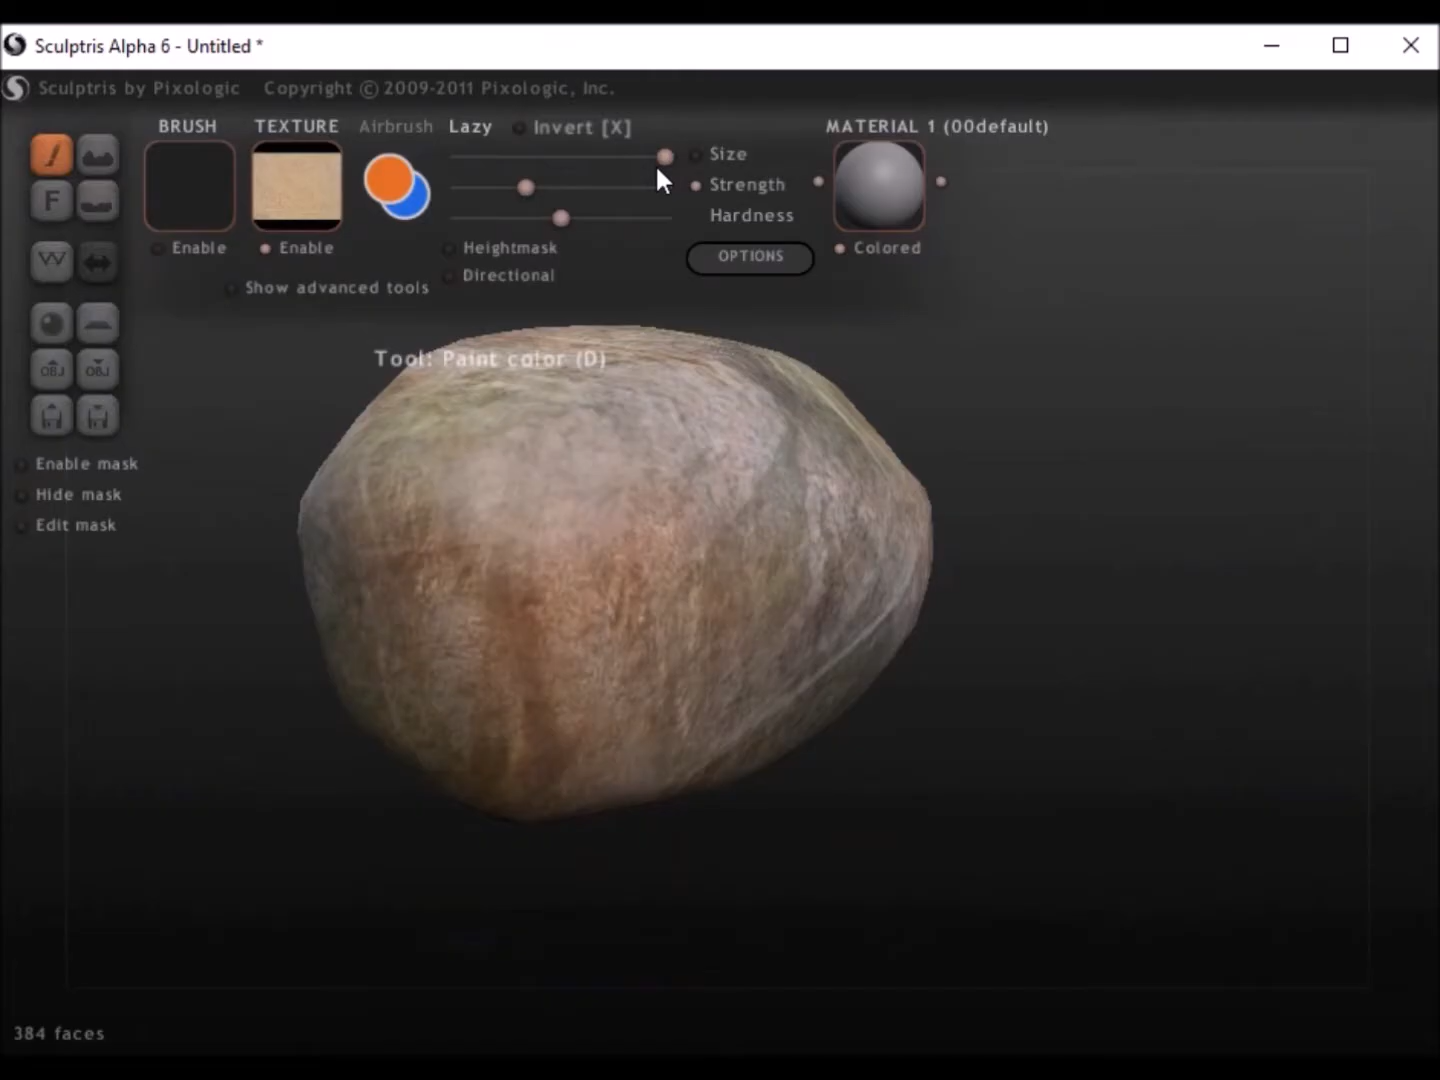 Sculptris Alpha 6 - Untitled *
Sculptris by Pixologic Copyright © 2009-2011 Pixologic, Inc.
BRUSH TEXTURE Airbrush Lazy Invert [X] MATERIAL 1 (00default)
Size
Strength
Hardness
Enable Enable Heightmask OPTIONS Colored
Directional
Show advanced tools
F
Tool: Paint color (D)
OBJ OBJ
Enable mask
Hide mask
Edit mask
384 faces